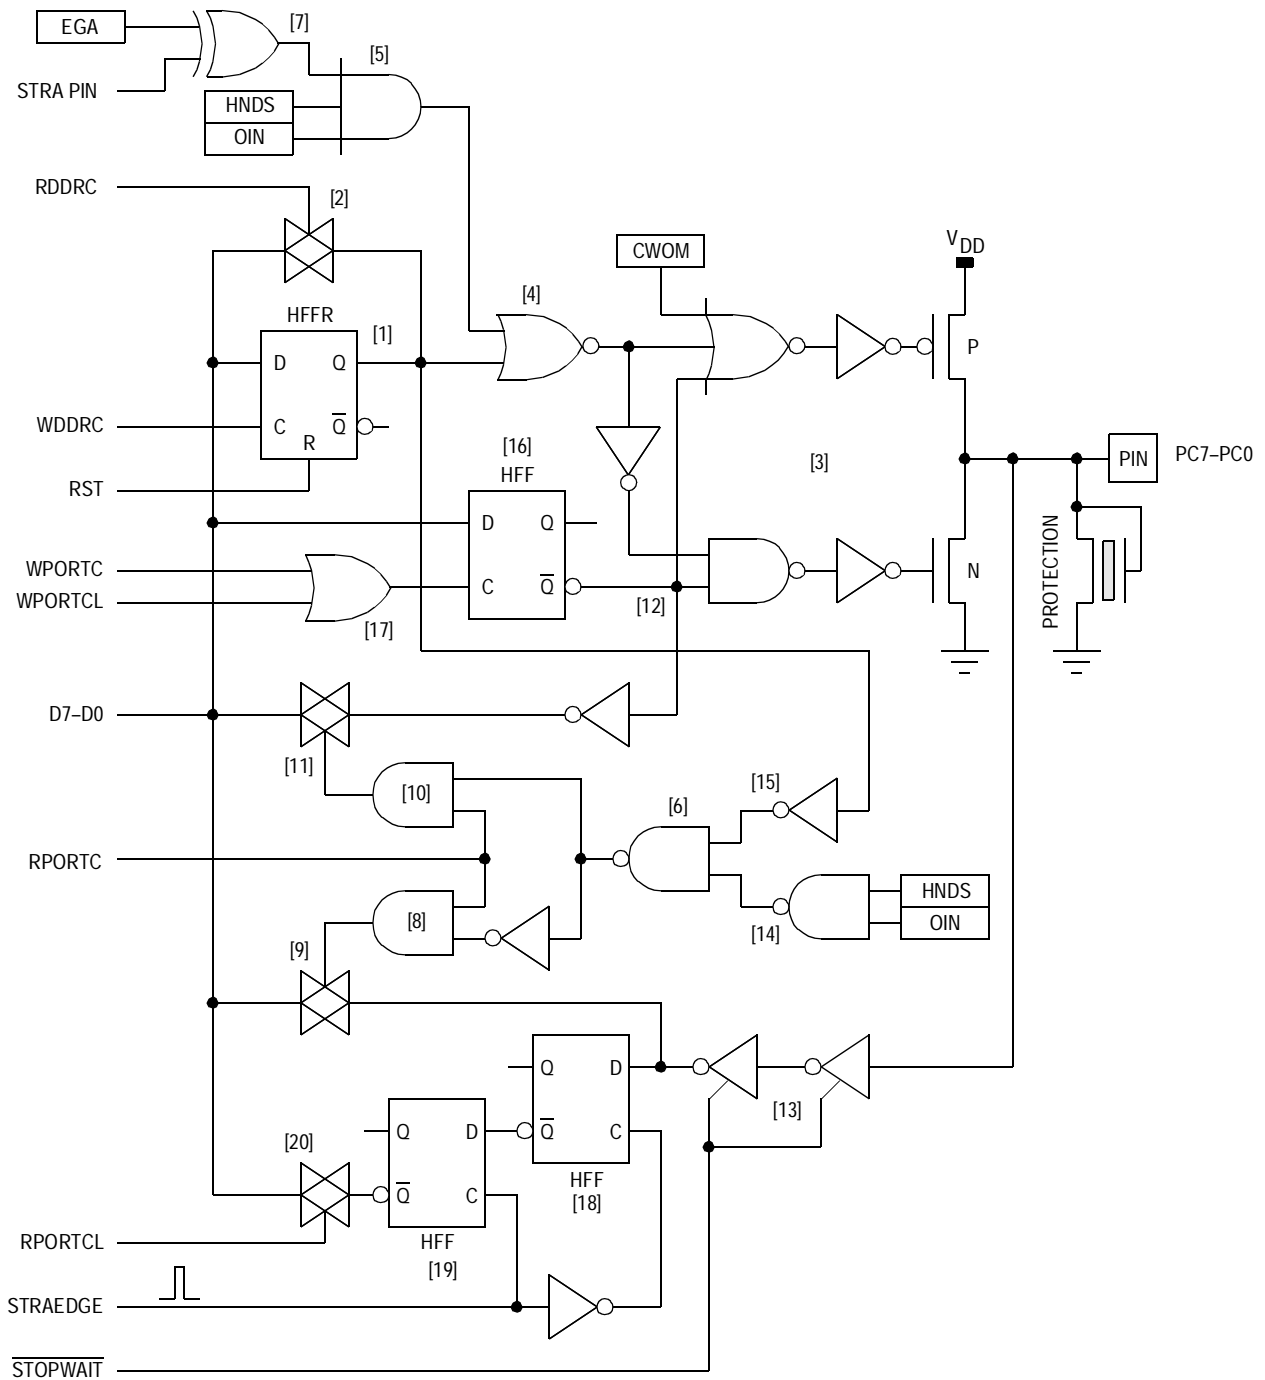 EGA
[7]
[5]
STRA PIN
HNDS
OIN
RDDRC
[2]
CWOM
VDD
[4]
HFFR
[1]
D Q
P
WDDRC
C Q
R
[16]
HFF
[3]
PIN
PC7–PC0
RST
D Q
PROTECTION
WPORTC
C Q
N
WPORTCL
[12]
[17]
D7–D0
[11]
[10]
[15]
[6]
RPORTC
HNDS
[8]
OIN
[14]
[9]
Q D
[13]
Q D
Q C
[20]
HFF
[18]
Q C
RPORTCL
HFF
[19]
STRAEDGE
STOPWAIT